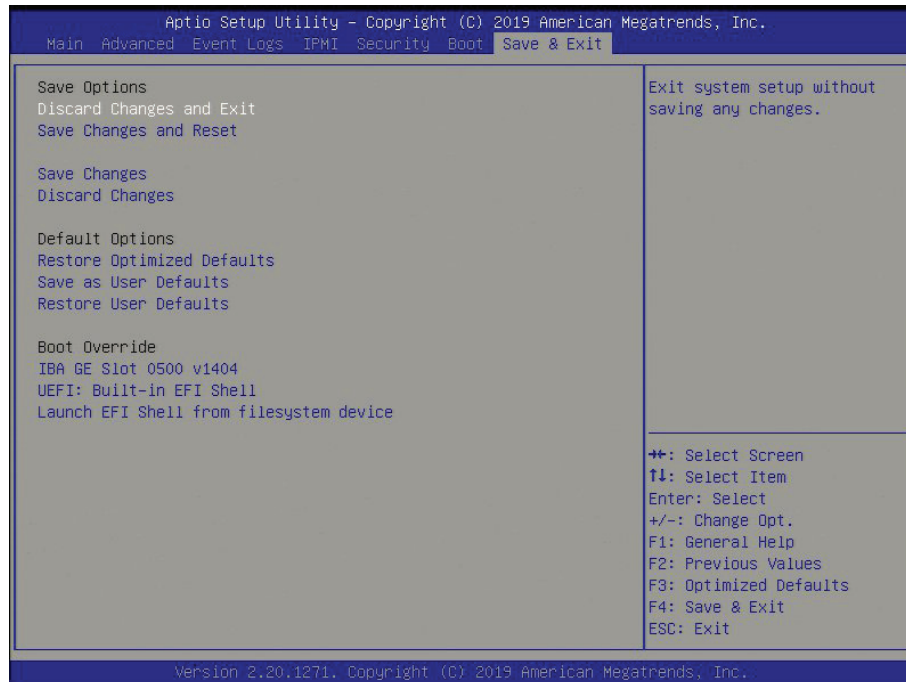 Aptio Setup Utility – Copyright (C) 2019 American Megatrends, Inc.
Main Advanced Event Logs IPMI Security Boot Save & Exit
Save Options
Discard Changes and Exit
Save Changes and Reset
Save Changes
Discard Changes
Default Options
Restore Optimized Defaults
Save as User Defaults
Restore User Defaults
Boot Override
IBA GE Slot 0500 v1404
UEFI: Built-in EFI Shell
Launch EFI Shell from filesystem device
Exit system setup without
saving any changes.
→←: Select Screen
↑↓: Select Item
Enter: Select
+/-: Change Opt.
F1: General Help
F2: Previous Values
F3: Optimized Defaults
F4: Save & Exit
ESC: Exit
Version 2.20.1271. Copyright (C) 2019 American Megatrends, Inc.